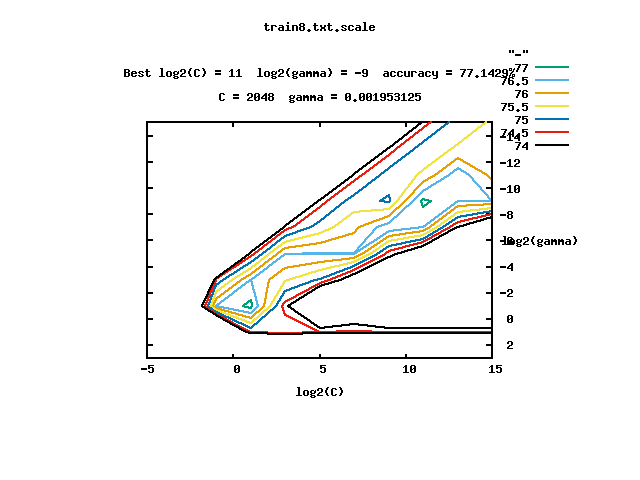 train8.txt.scale
"-"
Best log2(C) = 11 log2(gamma) = -9 accuracy = 77.1429%
77
76.5
C = 2048 gamma = 0.001953125
76
75.5
75
74.5
74
-14
-12
-10
-8
-6
log2(gamma)
-4
-2
0
2
-5 0 5 10 15
log2(C)